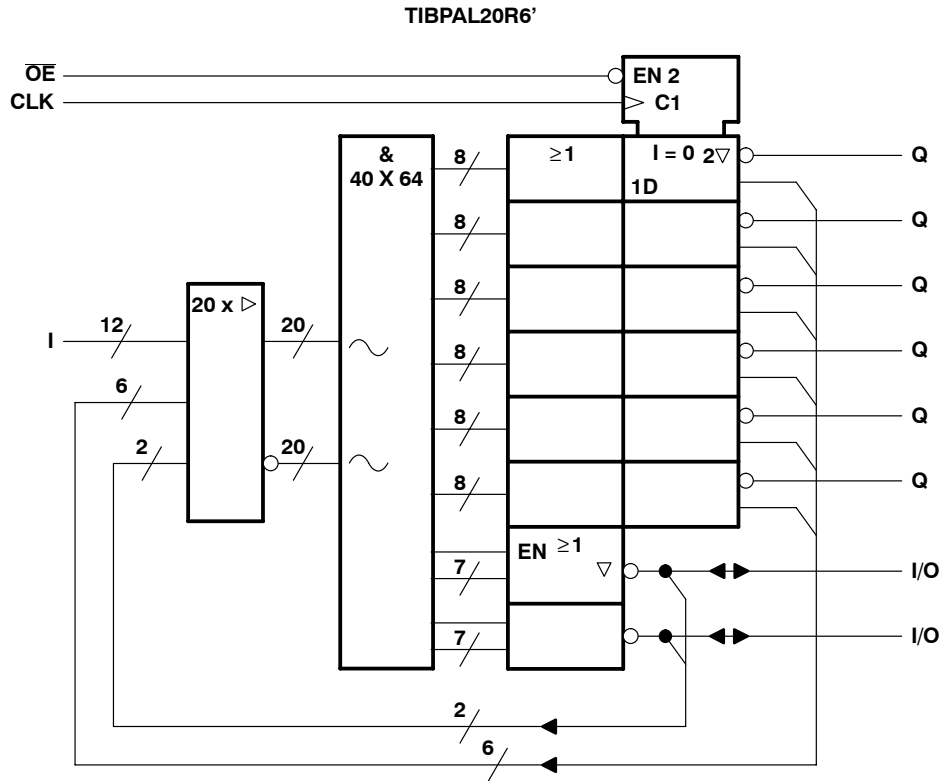 TIBPAL20R6’
OE
EN 2
CLK
C1
&
40 X 64
8
≥1
I = 0 2▽
1D
Q
8
Q
8
Q
20 x ▷
I
12
20
8
Q
6
8
Q
2
20
8
Q
EN ≥1
▽
7
I/O
7
I/O
2
6